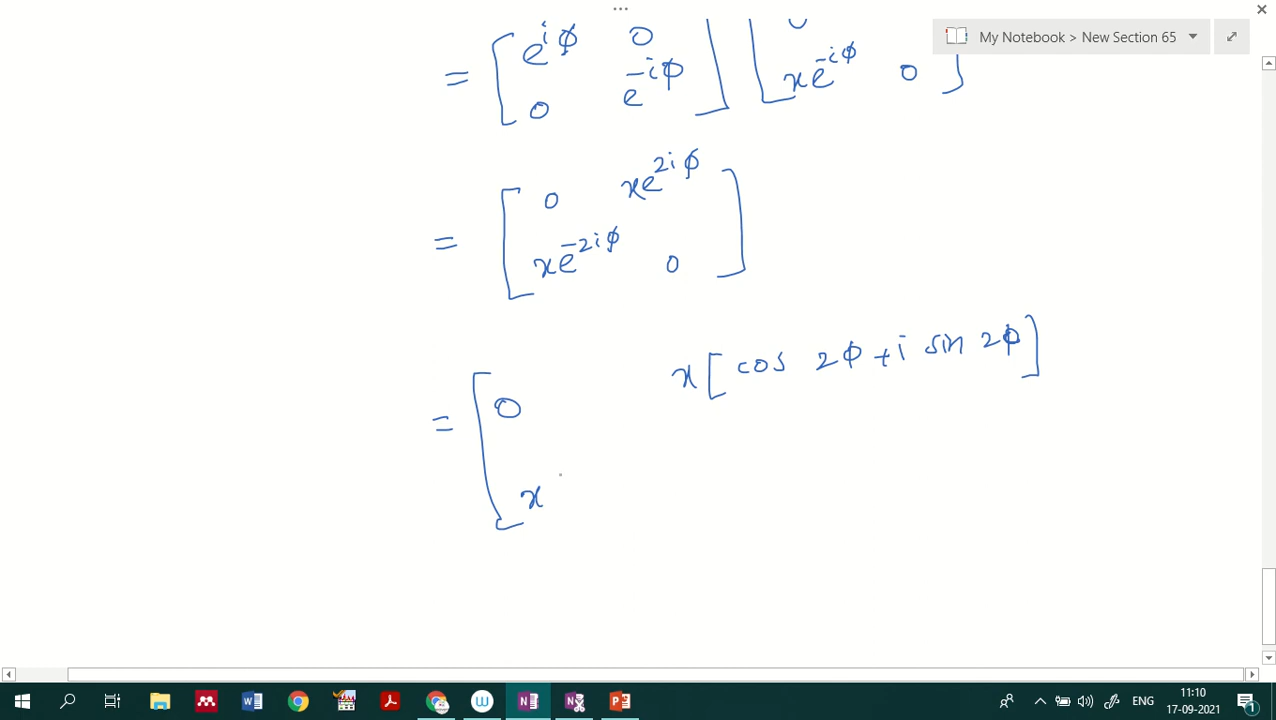 My Notebook > New Section 65
= [ e^{iφ} 0
0 e^{-iφ} ] [
xe^{-iφ} 0 ]
= [ 0 xe^{2iφ}
xe^{-2iφ} 0 ]
= [ 0 x[cos 2φ + i sin 2φ]
x
ENG
11:10
17-09-2021
1